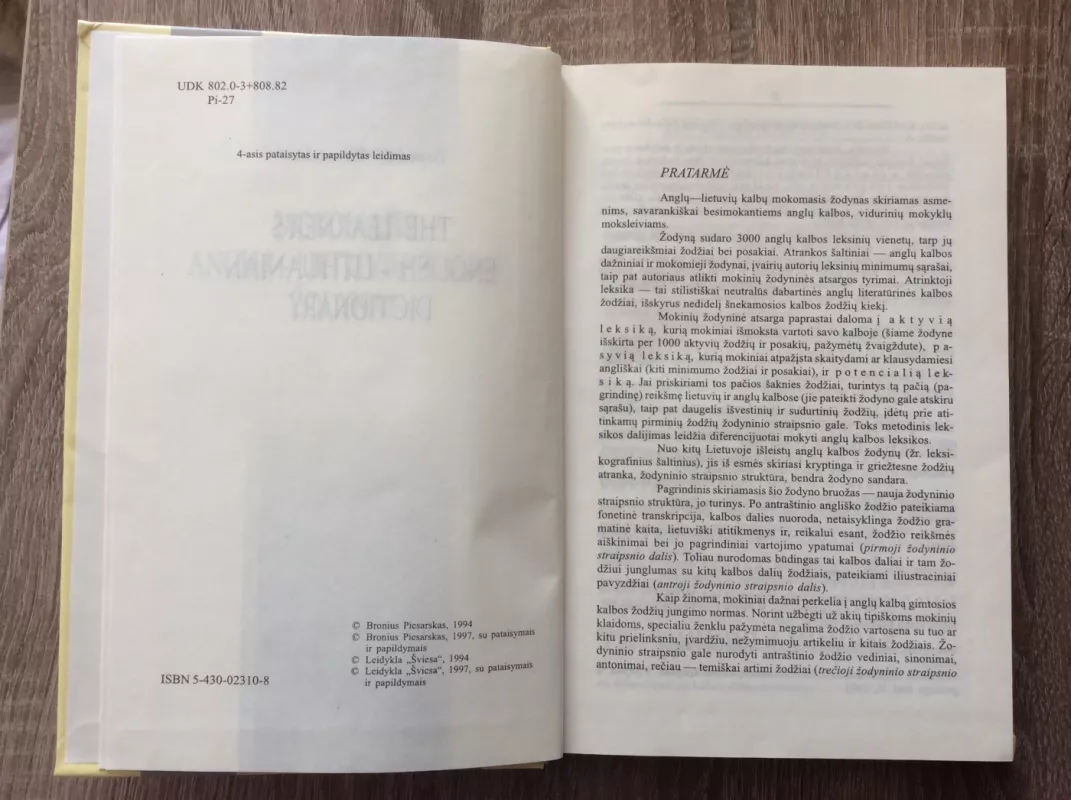 UDK 802.0-3+808.82
Pi-27
4-asis pataisytas ir papildytas leidimas
THE LEARNER'S
ENGLISH - LITHUANIAN
DICTIONARY
© Bronius Piesarskas, 1994
© Bronius Piesarskas, 1997, su pataisymais
ir papildymais
© Leidykla „Šviesa“, 1994
© Leidykla „Šviesa“, 1997, su pataisymais
ir papildymais
ISBN 5-430-02310-8
PRATARMĖ
Anglų—lietuvių kalbų mokomasis žodynas skiriamas asme-
nims, savarankiškai besimokantiems anglų kalbos, vidurinių mokyklų
moksleiviams.
Žodyną sudaro 3000 anglų kalbos leksinių vienetų, tarp jų
daugiareikšmiai žodžiai bei posakiai. Atrankos šaltiniai — anglų kalbos
dažniniai ir mokomieji žodynai, įvairių autorių leksinių minimumų sąrašai,
taip pat autoriaus atlikti mokinių žodyninės atsargos tyrimai. Atrinktoji
leksika — tai stilistiškai neutralūs dabartinės anglų literatūrinės kalbos
žodžiai, išskyrus nedidelį šnekamosios kalbos žodžių kiekį.
Mokinių žodyninė atsarga paprastai daloma į a k t y v i ą
l e k s i k ą, kurią mokiniai išmoksta vartoti savo kalboje (šiame žodyne
išskirta per 1000 aktyvių žodžių ir posakių, pažymėtų žvaigždute), p a-
s y v i ą l e k s i k ą, kurią mokiniai atpažįsta skaitydami ar klausydamiesi
angliškai (kiti minimumo žodžiai ir posakiai), ir p o t e n c i a l i ą l e k-
s i k ą. Jai priskiriami tos pačios šaknies žodžiai, turintys tą pačią (pa-
grindinę) reikšmę lietuvių ir anglų kalbose (jie pateikti žodyno gale atskiru
sąrašu), taip pat daugelis išvestinių ir sudurtinių žodžių, įdėtų prie ati-
tinkamų pirminių žodžių žodyninio straipsnio gale. Toks metodinis lek-
sikos dalijimas leidžia diferencijuotai mokyti anglų kalbos leksikos.
Nuo kitų Lietuvoje išleistų anglų kalbos žodynų (žr. leksi-
kografinius šaltinius), jis iš esmės skiriasi kryptinga ir griežtesne žodžių
atranka, žodyninio straipsnio struktūra, bendra žodyno sandara.
Pagrindinis skiriamasis šio žodyno bruožas — nauja žodyninio
straipsnio struktūra, jo turinys. Po antraštinio angliško žodžio pateikiama
fonetinė transkripcija, kalbos dalies nuoroda, netaisyklinga žodžio gra-
matinė kaita, lietuviški atitikmenys ir, reikalui esant, žodžio reikšmės
aiškinimai bei jo pagrindiniai vartojimo ypatumai (pirmoji žodyninio
straipsnio dalis). Toliau nurodomas būdingas tai kalbos daliai ir tam žo-
džiui junglumas su kitų kalbos dalių žodžiais, pateikiami iliustraciniai
pavyzdžiai (antroji žodyninio straipsnio dalis).
Kaip žinoma, mokiniai dažnai perkelia į anglų kalbą gimtosios
kalbos žodžių jungimo normas. Norint užbėgti už akių tipiškoms mokinių
klaidoms, specialiu ženklu pažymėta negalima žodžio vartosena su tuo ar
kitu prielinksniu, įvardžiu, nežymimuoju artikeliu ir kitais žodžiais. Žo-
dyninio straipsnio gale nurodyti antraštinio žodžio vediniai, sinonimai,
antonimai, rečiau — temiškai artimi žodžiai (trečioji žodyninio straipsnio